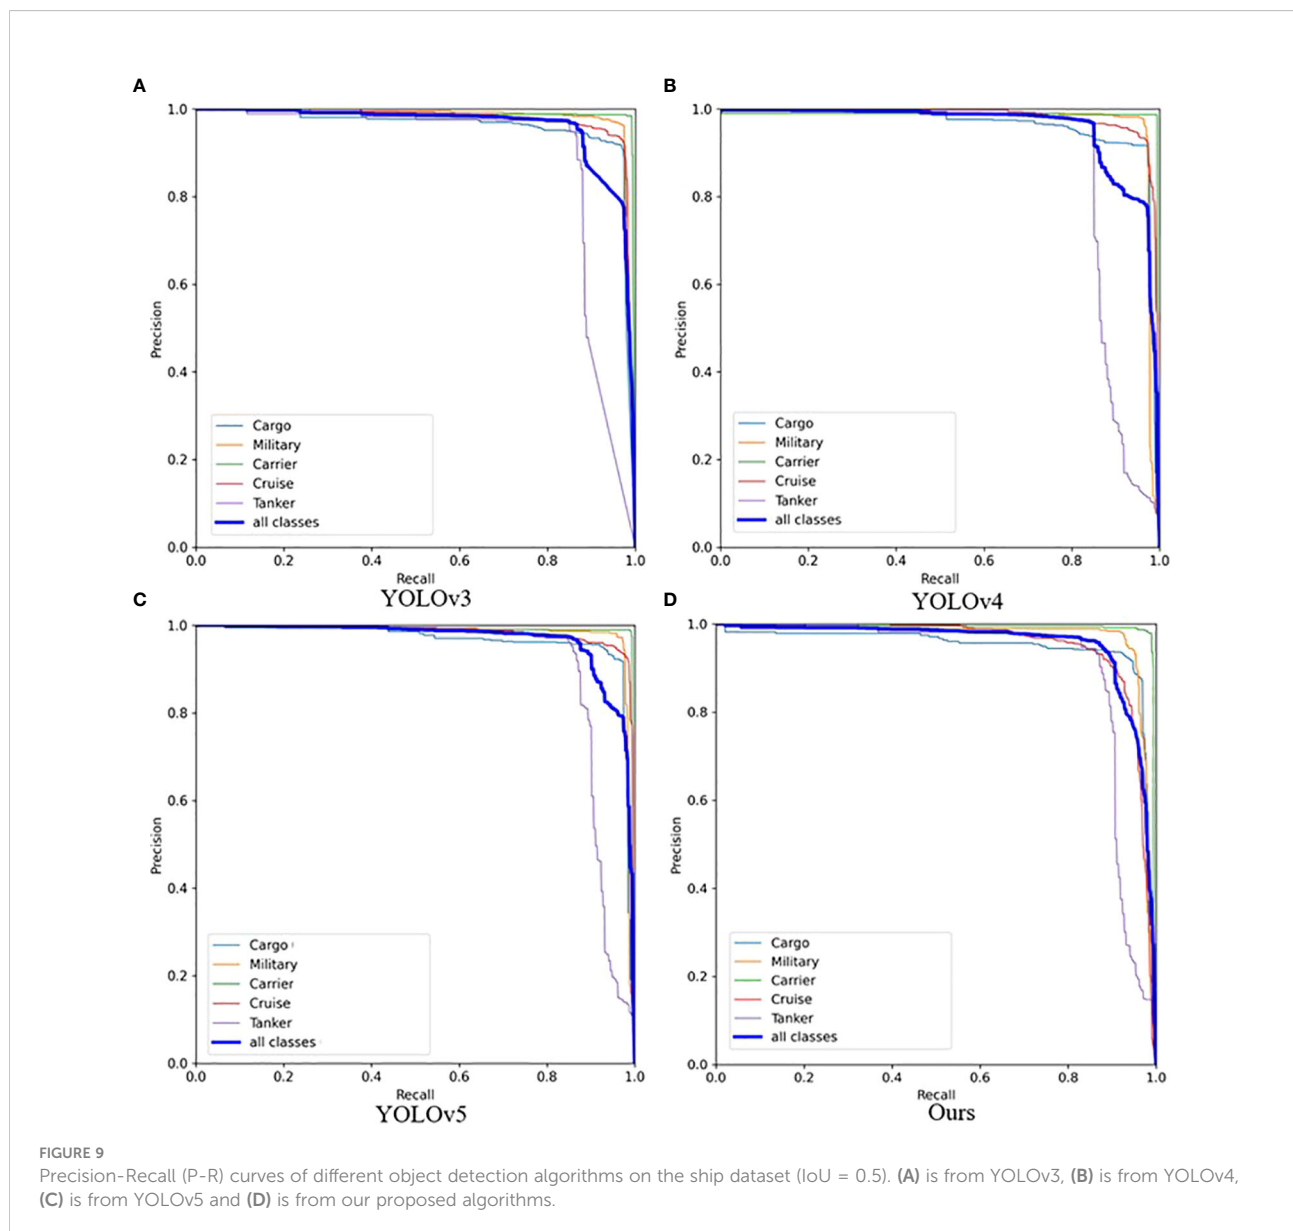 A
1.0
0.8
0.6
0.4
0.2
0.0
Precision
Cargo
Military
Carrier
Cruise
Tanker
all classes
0.0 0.2 0.4 0.6 0.8 1.0
Recall
YOLOv3
B
1.0
0.8
0.6
0.4
0.2
0.0
Precision
Cargo
Military
Carrier
Cruise
Tanker
all classes
0.0 0.2 0.4 0.6 0.8 1.0
Recall
YOLOv4
C
1.0
0.8
0.6
0.4
0.2
0.0
Precision
Cargo
Military
Carrier
Cruise
Tanker
all classes
0.0 0.2 0.4 0.6 0.8 1.0
Recall
YOLOv5
D
1.0
0.8
0.6
0.4
0.2
0.0
Precision
Cargo
Military
Carrier
Cruise
Tanker
all classes
0.0 0.2 0.4 0.6 0.8 1.0
Recall
Ours
FIGURE 9
Precision-Recall (P-R) curves of different object detection algorithms on the ship dataset (IoU = 0.5). (A) is from YOLOv3, (B) is from YOLOv4,
(C) is from YOLOv5 and (D) is from our proposed algorithms.